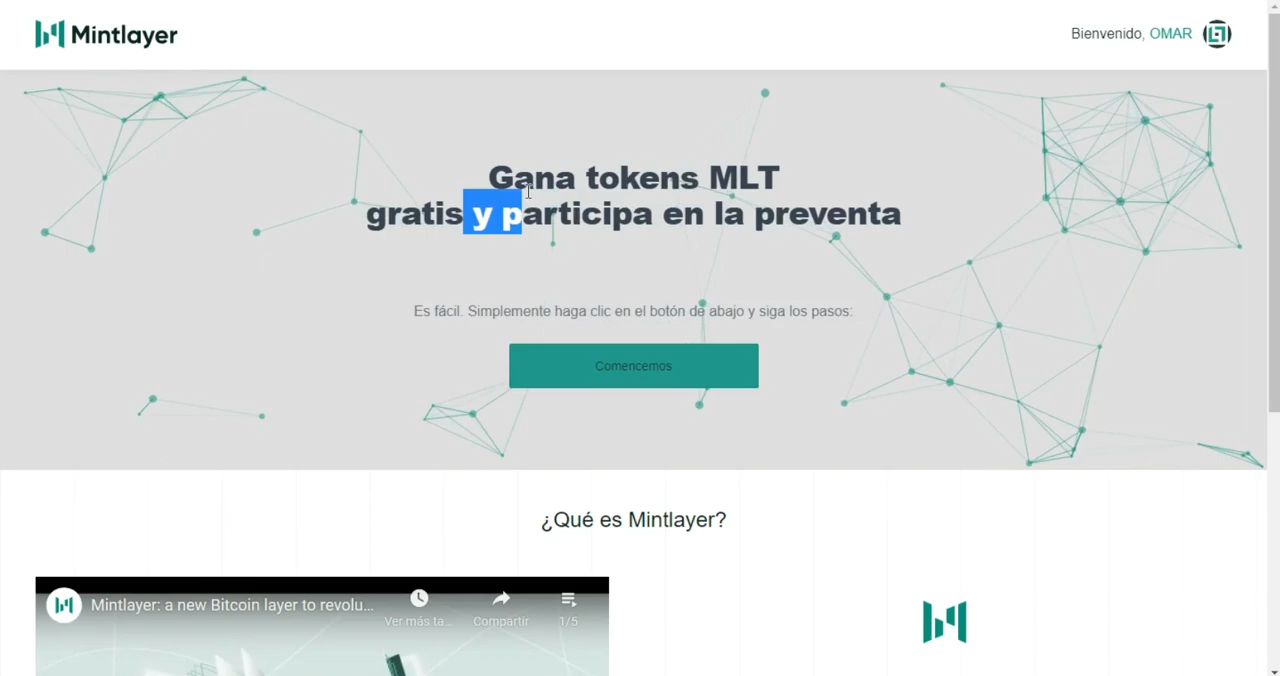 Mintlayer
Bienvenido, OMAR
Gana tokens MLT
gratis y participa en la preventa
Es fácil. Simplemente haga clic en el botón de abajo y siga los pasos:
Comencemos
¿Qué es Mintlayer?
Mintlayer: a new Bitcoin layer to revolu...
Ver más ta...
Compartir
1/5